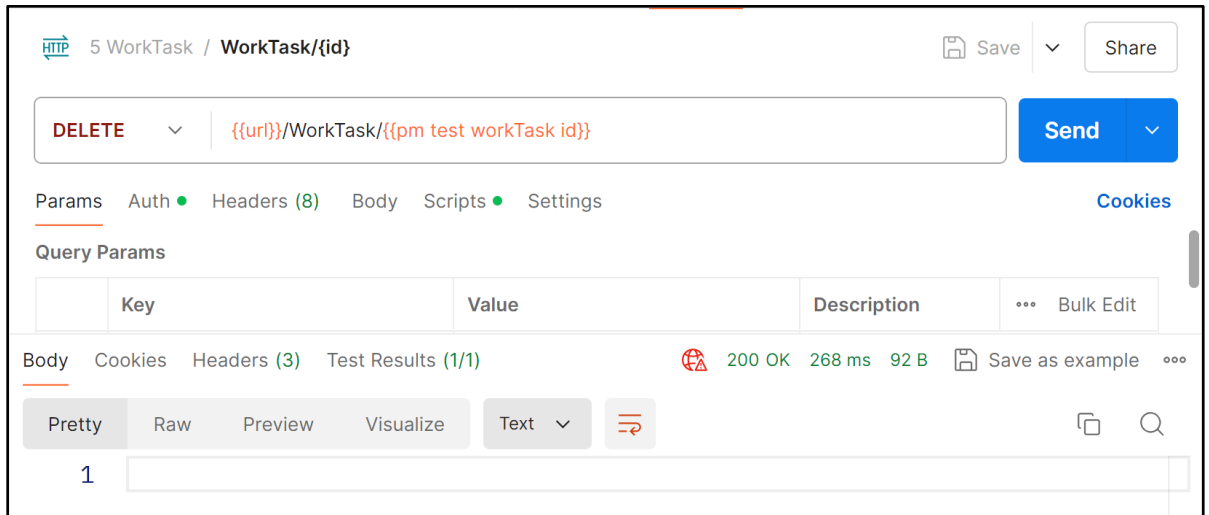 HTTP 5 WorkTask / WorkTask/{id} Save Share
DELETE {{url}}/WorkTask/{{pm test workTask id}} Send
Params Auth Headers (8) Body Scripts Settings Cookies
Query Params
Key Value Description Bulk Edit
Body Cookies Headers (3) Test Results (1/1) 200 OK 268 ms 92 B Save as example
Pretty Raw Preview Visualize Text
1